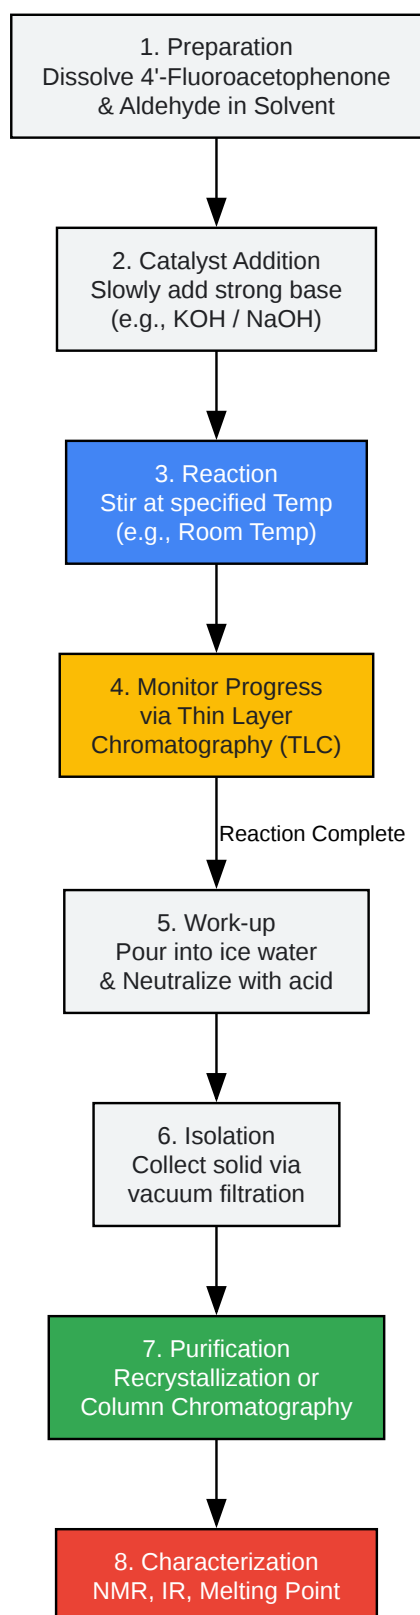 1. Preparation
Dissolve 4'-Fluoroacetophenone
& Aldehyde in Solvent
2. Catalyst Addition
Slowly add strong base
(e.g., KOH / NaOH)
3. Reaction
Stir at specified Temp
(e.g., Room Temp)
4. Monitor Progress
via Thin Layer
Chromatography (TLC)
Reaction Complete
5. Work-up
Pour into ice water
& Neutralize with acid
6. Isolation
Collect solid via
vacuum filtration
7. Purification
Recrystallization or
Column Chromatography
8. Characterization
NMR, IR, Melting Point